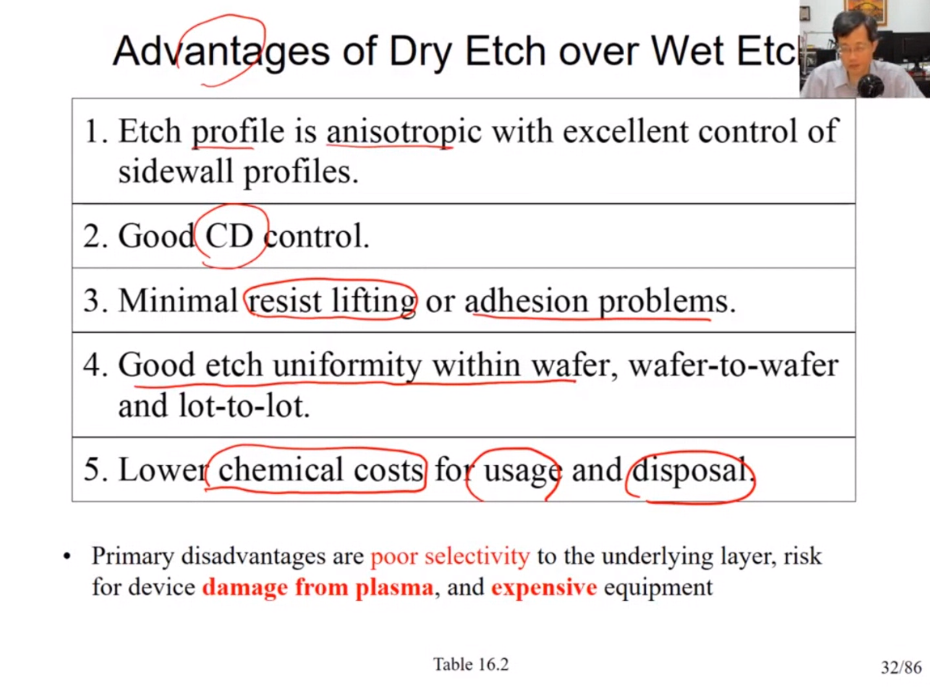 Advantages of Dry Etch over Wet Etc
1. Etch profile is anisotropic with excellent control of
sidewall profiles.
2. Good CD control.
3. Minimal resist lifting or adhesion problems.
4. Good etch uniformity within wafer, wafer-to-wafer
and lot-to-lot.
5. Lower chemical costs for usage and disposal.
• Primary disadvantages are poor selectivity to the underlying layer, risk
for device damage from plasma, and expensive equipment
Table 16.2
32/86